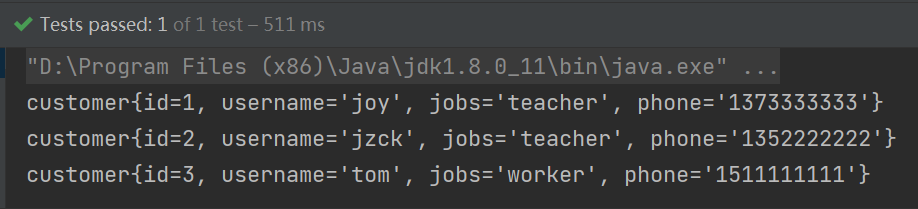 Tests passed: 1 of 1 test – 511 ms
"D:\Program Files (x86)\Java\jdk1.8.0_11\bin\java.exe" ...
customer{id=1, username='joy', jobs='teacher', phone='1373333333'}
customer{id=2, username='jzck', jobs='teacher', phone='1352222222'}
customer{id=3, username='tom', jobs='worker', phone='1511111111'}